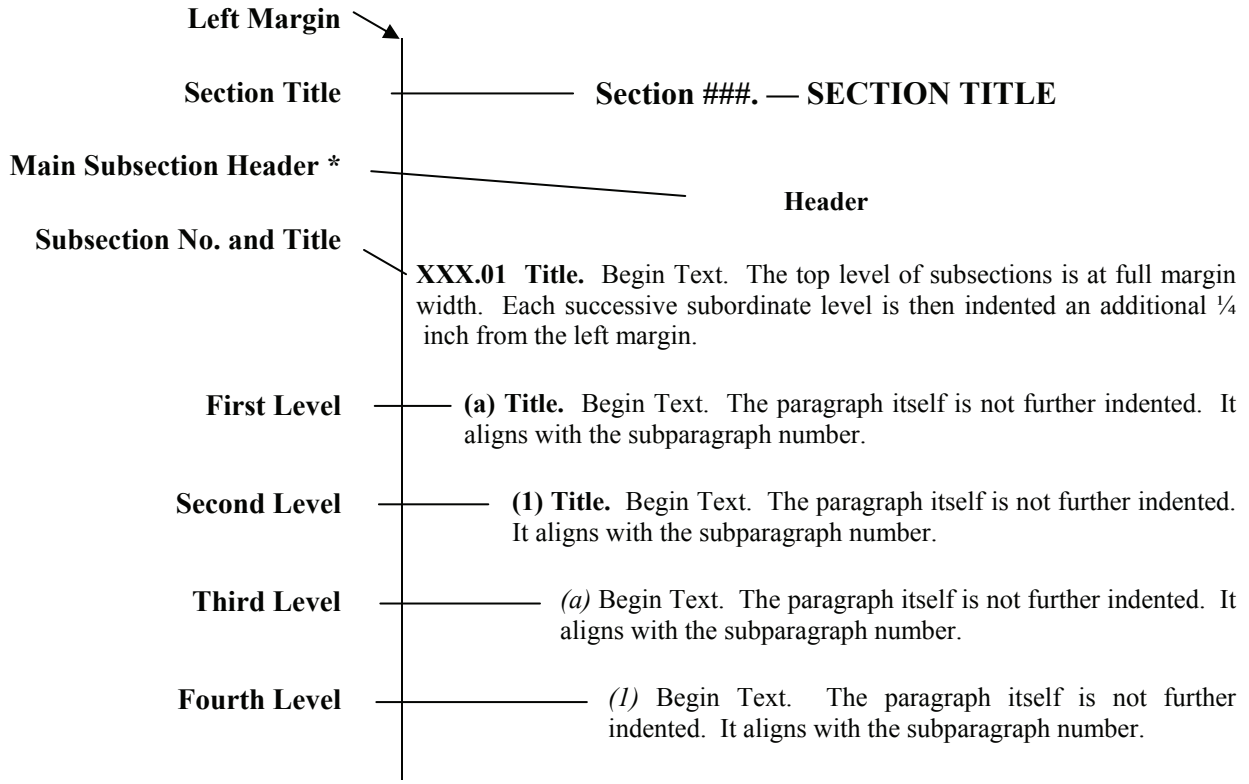 Left Margin
Section Title
Section ###. — SECTION TITLE
Main Subsection Header *
Header
Subsection No. and Title
XXX.01 Title. Begin Text. The top level of subsections is at full margin
width. Each successive subordinate level is then indented an additional ¼
inch from the left margin.
First Level
(a) Title. Begin Text. The paragraph itself is not further indented. It
aligns with the subparagraph number.
Second Level
(1) Title. Begin Text. The paragraph itself is not further indented.
It aligns with the subparagraph number.
Third Level
(a) Begin Text. The paragraph itself is not further indented. It
aligns with the subparagraph number.
Fourth Level
(1) Begin Text. The paragraph itself is not further
indented. It aligns with the subparagraph number.